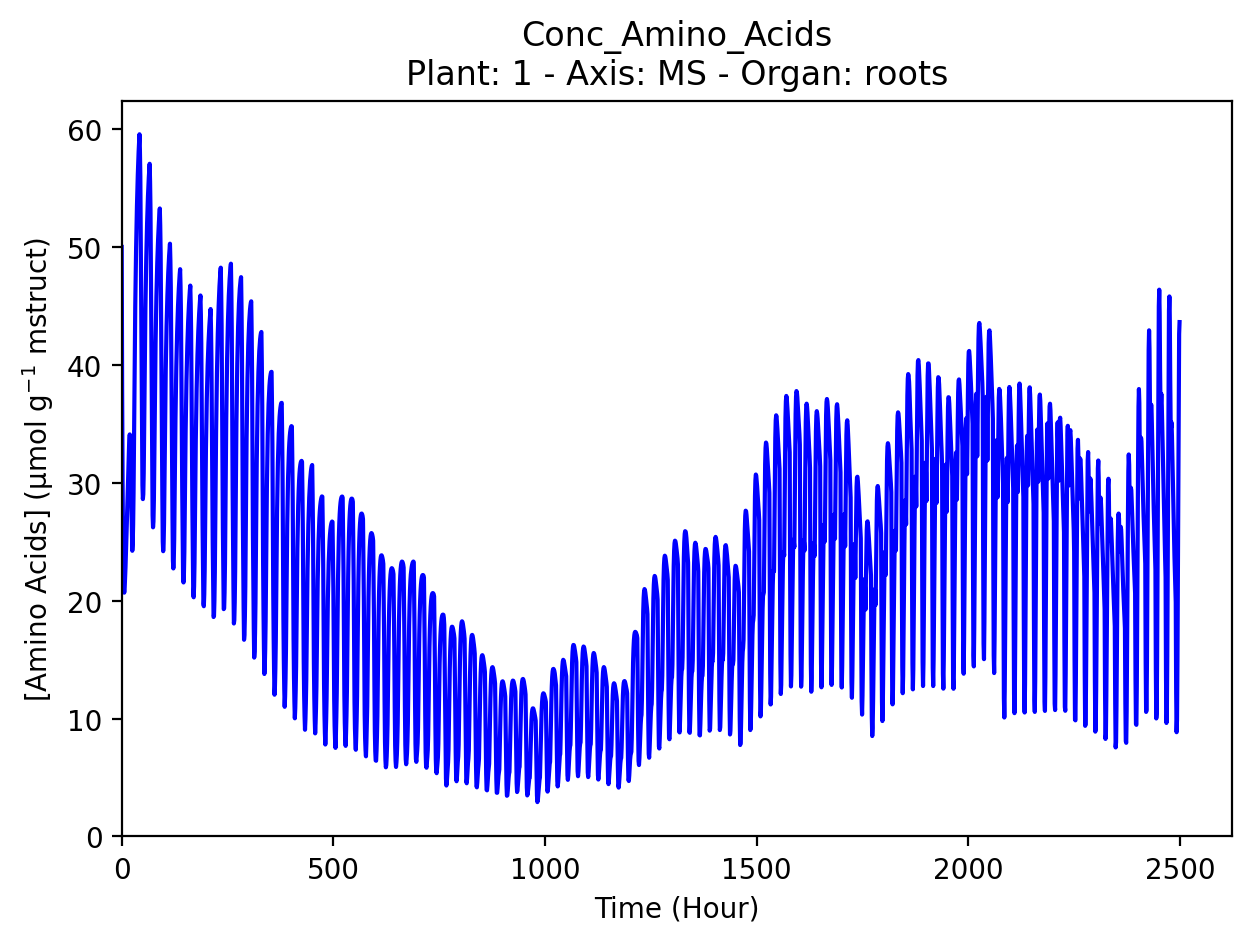 Conc_Amino_Acids
Plant: 1 - Axis: MS - Organ: roots
[Amino Acids] (µmol g⁻¹ mstruct)
60
50
40
30
20
10
0
0 500 1000 1500 2000 2500
Time (Hour)